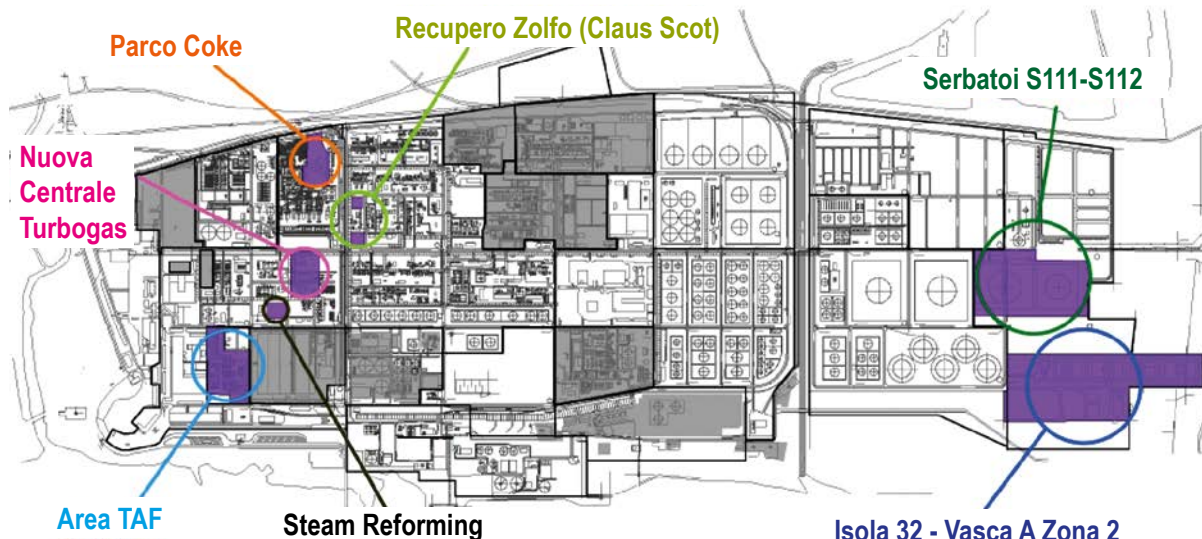 Recupero Zolfo (Claus Scot)
Parco Coke
Serbatoi S111-S112
Nuova
Centrale
Turbogas
Area TAF
Steam Reforming
Isola 32 - Vasca A Zona 2